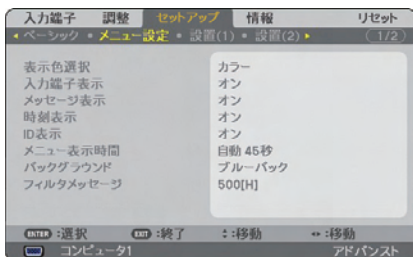 入力端子 調整 セットアップ 情報 リセット
ベーシック メニュー設定 設置(1) 設置(2) (1/2)
表示色選択 カラー
入力端子表示 オン
メッセージ表示 オン
時刻表示 オン
ID表示 オン
メニュー表示時間 自動 45秒
バックグラウンド ブルーバック
フィルタメッセージ 500[H]
ENTER :選択 EXIT :終了 :移動 :移動
コンピュータ1 アドバンスト